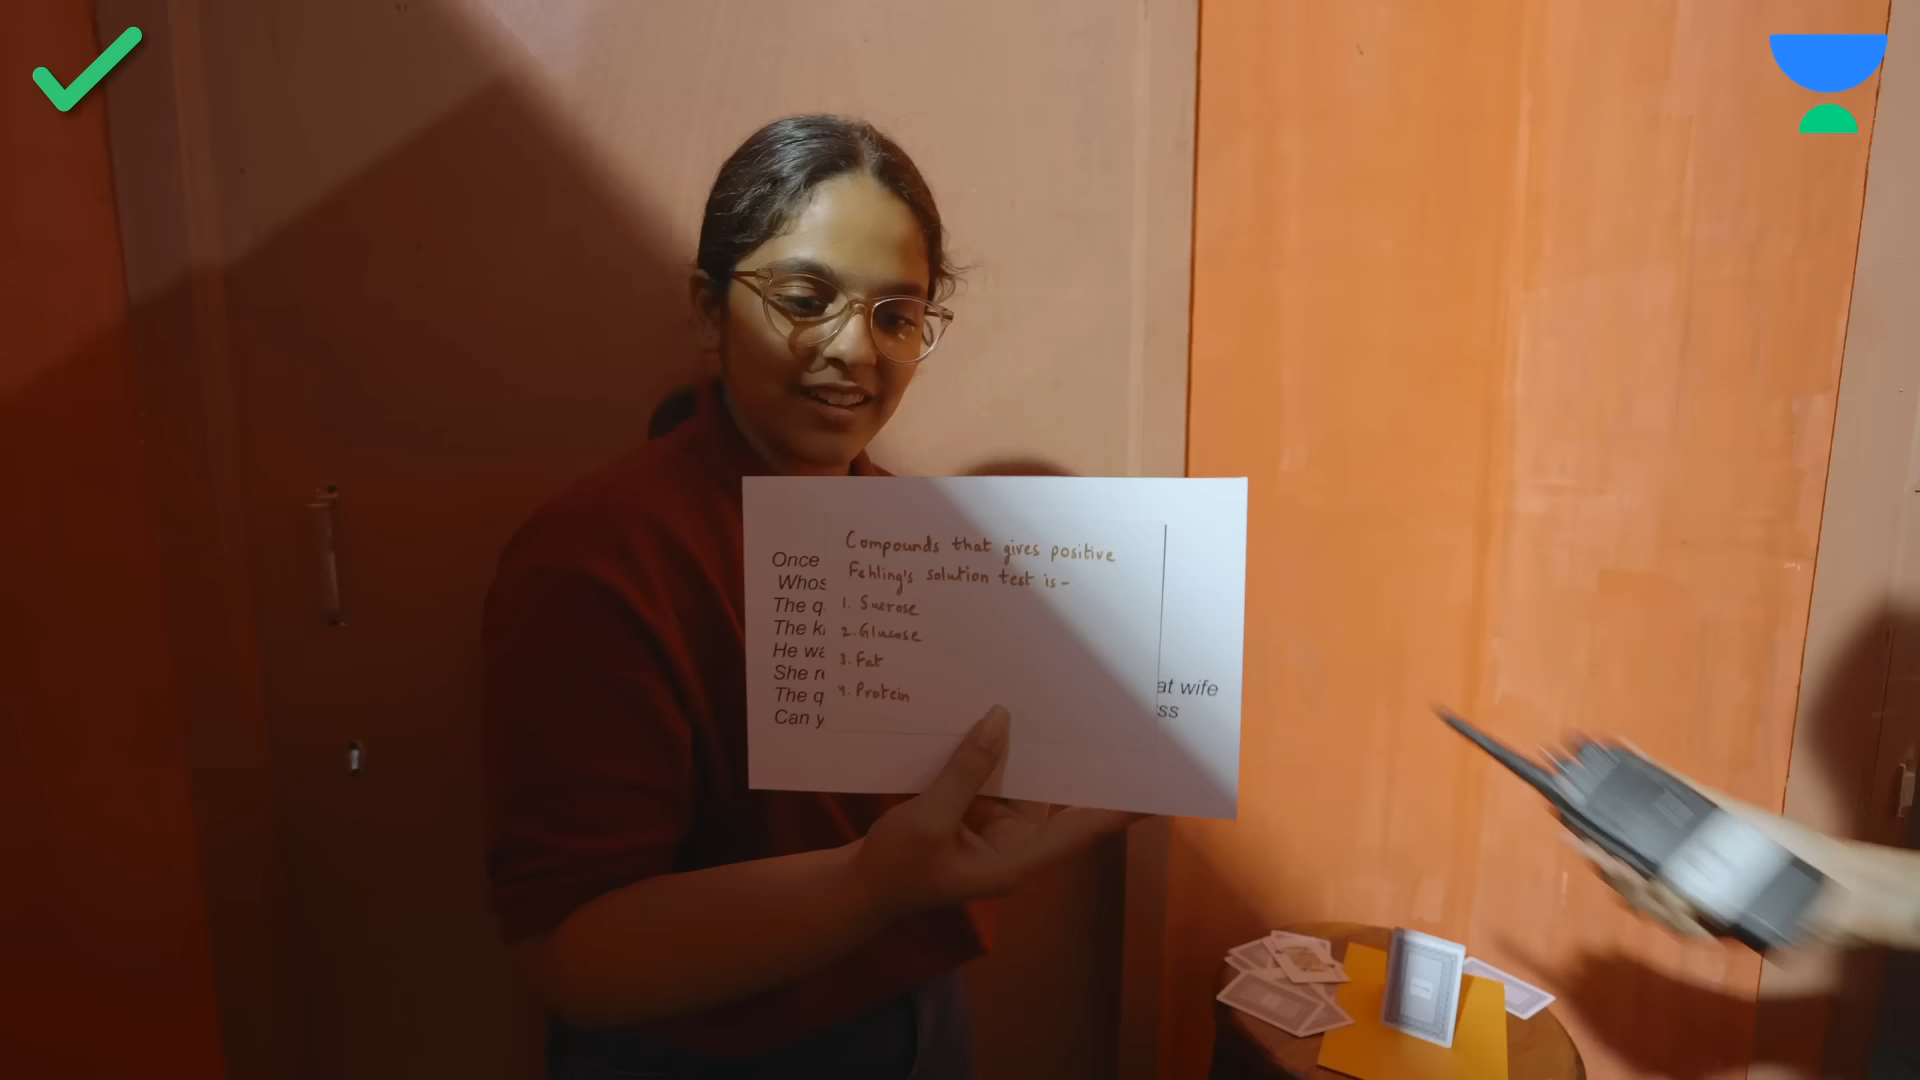 Compounds that gives positive
Fehling's solution test is-
1. Sucrose
2. Glucose
3. Fat
4. Protein
Once
Whos
The q
The k
He wa
She r
The q
Can y
at wife
ss